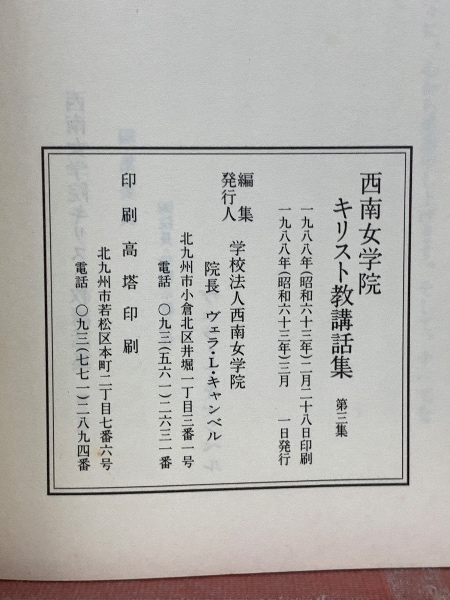 西南女学院
キリスト教講話集 第三集
一九八八年(昭和六十三年)二月二十八日印刷
一九八八年(昭和六十三年)三月 一日発行
編集
発行人
学校法人西南女学院
院長 ヴェラ・L・キャンベル
北九州市小倉北区井堀一丁目三番一号
電話 〇九三(五六一)二六三一番
印刷 高塔印刷
北九州市若松区本町二丁目七番六号
電話 〇九三(七七一)二八九四番